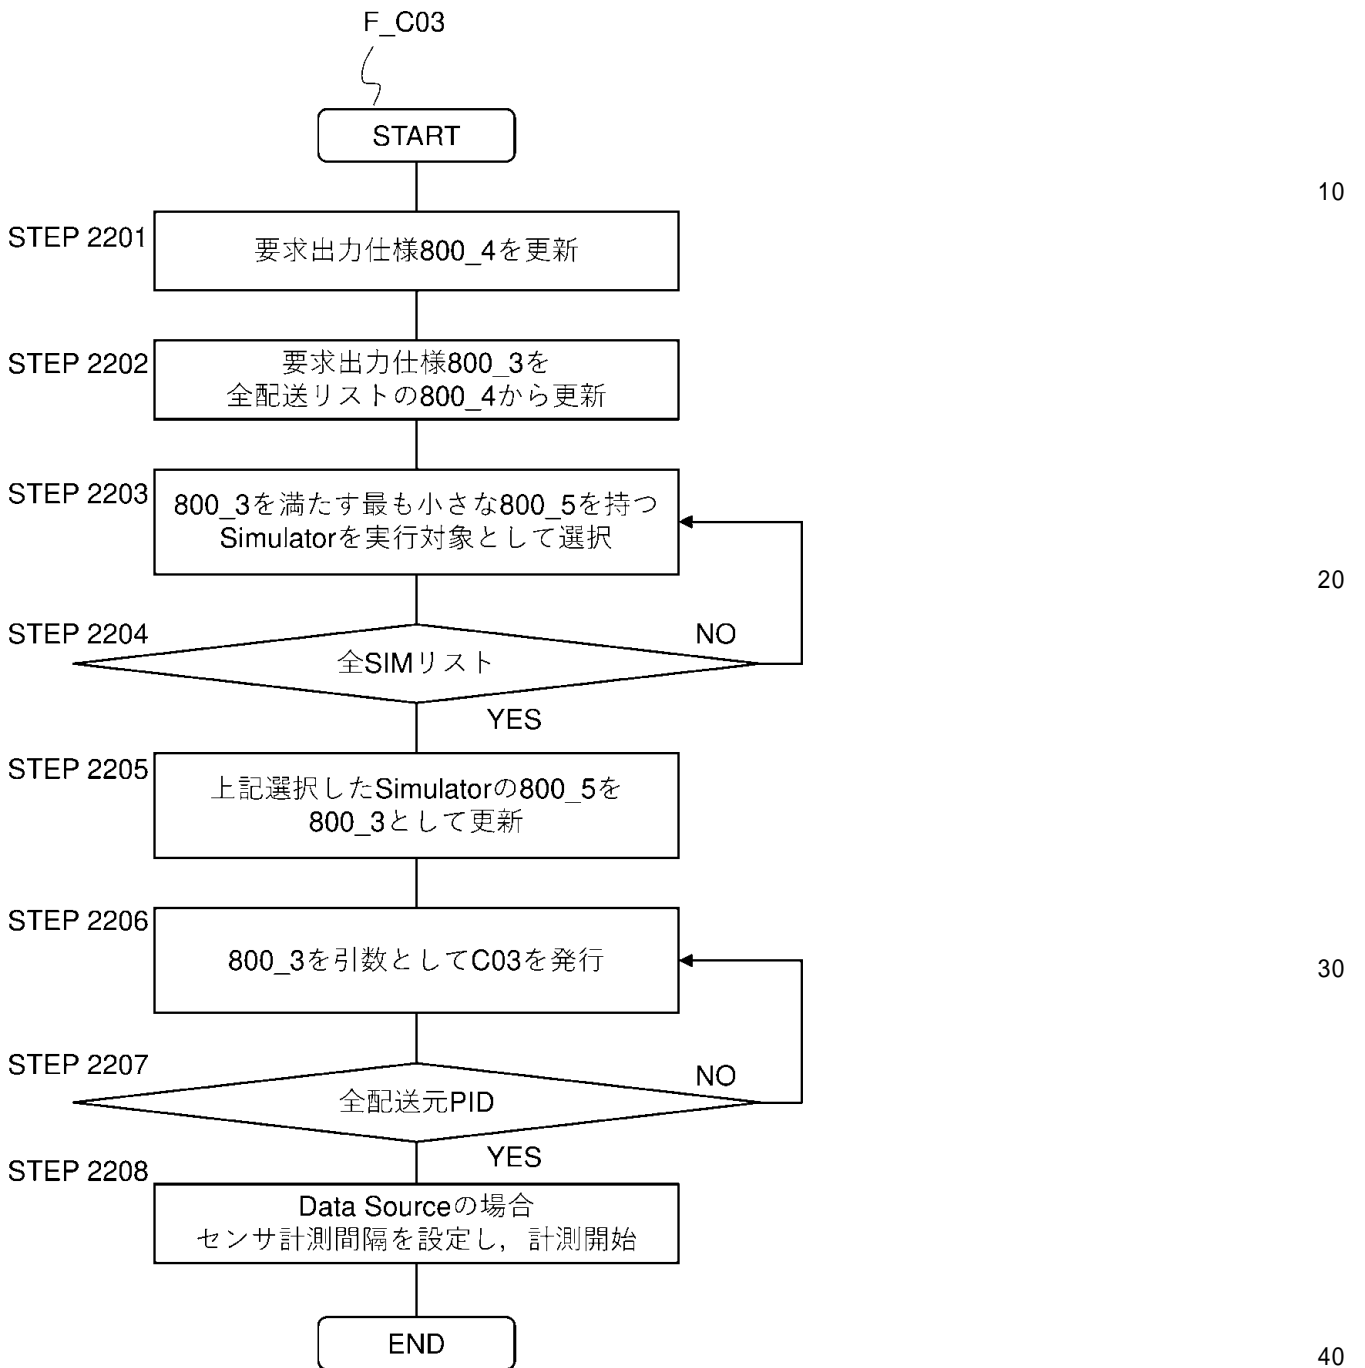 F_C03
START
10
STEP 2201
要求出力仕様800_4を更新
STEP 2202
要求出力仕様800_3を
全配送リストの800_4から更新
STEP 2203
800_3を満たす最も小さな800_5を持つ
Simulatorを実行対象として選択
20
STEP 2204
全SIMリスト
NO
YES
STEP 2205
上記選択したSimulatorの800_5を
800_3として更新
STEP 2206
800_3を引数としてC03を発行
30
STEP 2207
全配送元PID
NO
YES
STEP 2208
Data Sourceの場合
センサ計測間隔を設定し，計測開始
END
40